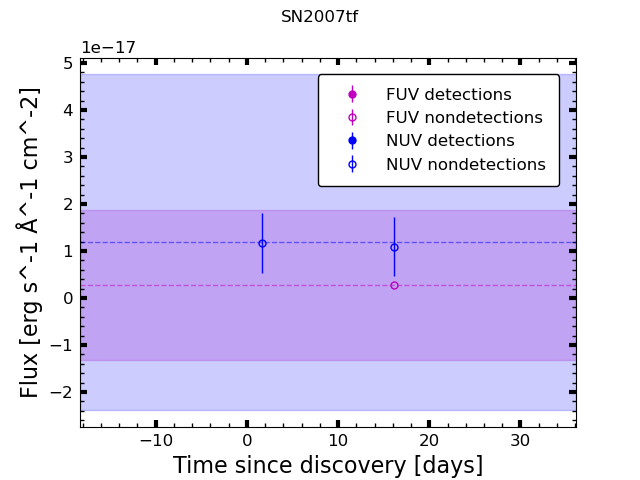 SN2007tf
1e−17
5
4
3
2
1
0
−1
−2
Flux [erg s^-1 Å^-1 cm^-2]
FUV detections
FUV nondetections
NUV detections
NUV nondetections
−10 0 10 20 30
Time since discovery [days]